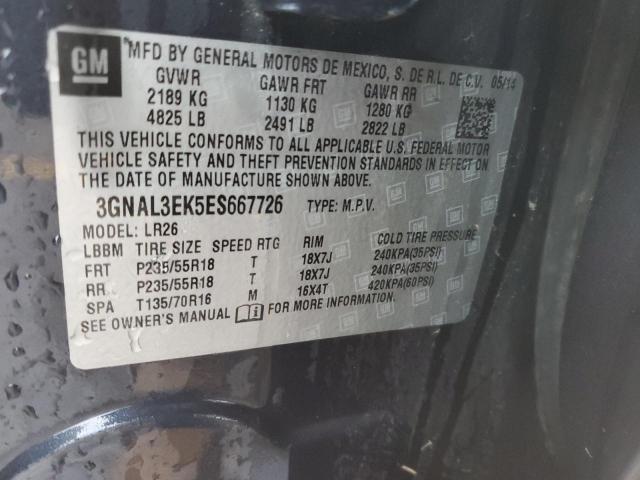 GM
MFD BY GENERAL MOTORS DE MEXICO, S. DE R.L. DE C.V. 05/14
GVWR GAWR FRT GAWR RR
2189 KG 1130 KG 1280 KG
4825 LB 2491 LB 2822 LB
THIS VEHICLE CONFORMS TO ALL APPLICABLE U.S. FEDERAL MOTOR
VEHICLE SAFETY AND THEFT PREVENTION STANDARDS IN EFFECT ON
THE DATE OF MANUFACTURE SHOWN ABOVE.
3GNAL3EK5ES667726 TYPE: M.P.V.
MODEL: LR26
LBBM TIRE SIZE SPEED RTG RIM COLD TIRE PRESSURE
FRT P235/55R18 T 18X7J 240KPA(35PSI)
RR P235/55R18 T 18X7J 240KPA(35PSI)
SPA T135/70R16 M 16X4T 420KPA(60PSI)
SEE OWNER'S MANUAL FOR MORE INFORMATION.